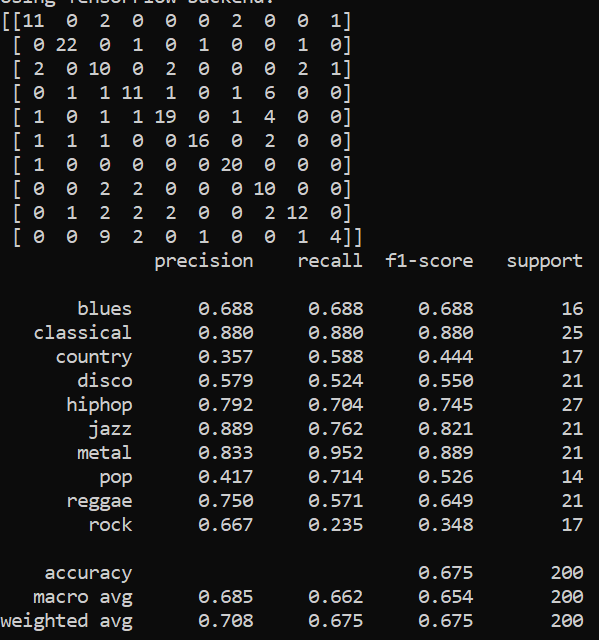 Using TensorFlow backend.
[[11  0  2  0  0  0  2  0  0  1]
 [ 0 22  0  1  0  1  0  0  1  0]
 [ 2  0 10  0  2  0  0  0  2  1]
 [ 0  1  1 11  1  0  1  6  0  0]
 [ 1  0  1  1 19  0  1  4  0  0]
 [ 1  1  1  0  0 16  0  2  0  0]
 [ 1  0  0  0  0  0 20  0  0  0]
 [ 0  0  2  2  0  0  0 10  0  0]
 [ 0  1  2  2  2  0  0  2 12  0]
 [ 0  0  9  2  0  1  0  0  1  4]]
              precision    recall  f1-score   support

       blues      0.688     0.688     0.688        16
   classical      0.880     0.880     0.880        25
     country      0.357     0.588     0.444        17
       disco      0.579     0.524     0.550        21
      hiphop      0.792     0.704     0.745        27
        jazz      0.889     0.762     0.821        21
       metal      0.833     0.952     0.889        21
         pop      0.417     0.714     0.526        14
      reggae      0.750     0.571     0.649        21
        rock      0.667     0.235     0.348        17

    accuracy                          0.675       200
   macro avg      0.685     0.662     0.654       200
weighted avg      0.708     0.675     0.675       200